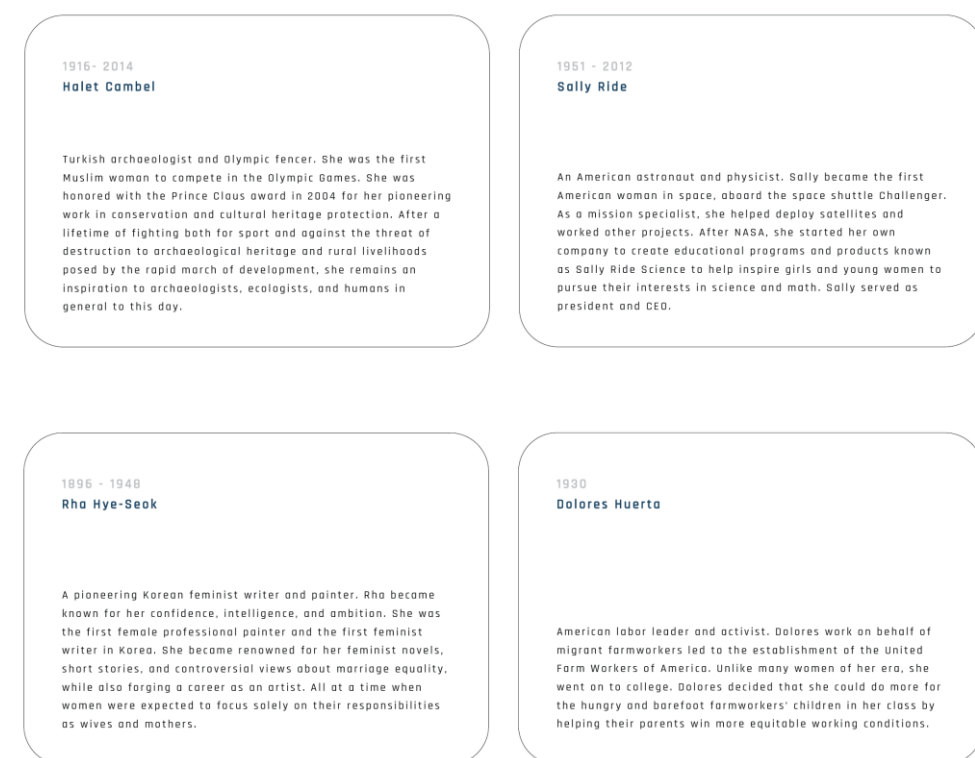 1916- 2014
Halet Cambel
Turkish archaeologist and Olympic fencer. She was the first
Muslim woman to compete in the Olympic Games. She was
honored with the Prince Claus award in 2004 for her pioneering
work in conservation and cultural heritage protection. After a
lifetime of fighting both for sport and against the threat of
destruction to archaeological heritage and rural livelihoods
posed by the rapid march of development, she remains an
inspiration to archaeologists, ecologists, and humans in
general to this day.
1951 - 2012
Sally Ride
An American astronaut and physicist. Sally became the first
American woman in space, aboard the space shuttle Challenger.
As a mission specialist, she helped deploy satellites and
worked other projects. After NASA, she started her own
company to create educational programs and products known
as Sally Ride Science to help inspire girls and young women to
pursue their interests in science and math. Sally served as
president and CEO.
1896 - 1948
Rha Hye-Seok
A pioneering Korean feminist writer and painter. Rha became
known for her confidence, intelligence, and ambition. She was
the first female professional painter and the first feminist
writer in Korea. She became renowned for her feminist novels,
short stories, and controversial views about marriage equality,
while also forging a career as an artist. All at a time when
women were expected to focus solely on their responsibilities
as wives and mothers.
1930
Dolores Huerta
American labor leader and activist. Dolores work on behalf of
migrant farmworkers led to the establishment of the United
Farm Workers of America. Unlike many women of her era, she
went on to college. Dolores decided that she could do more for
the hungry and barefoot farmworkers' children in her class by
helping their parents win more equitable working conditions.